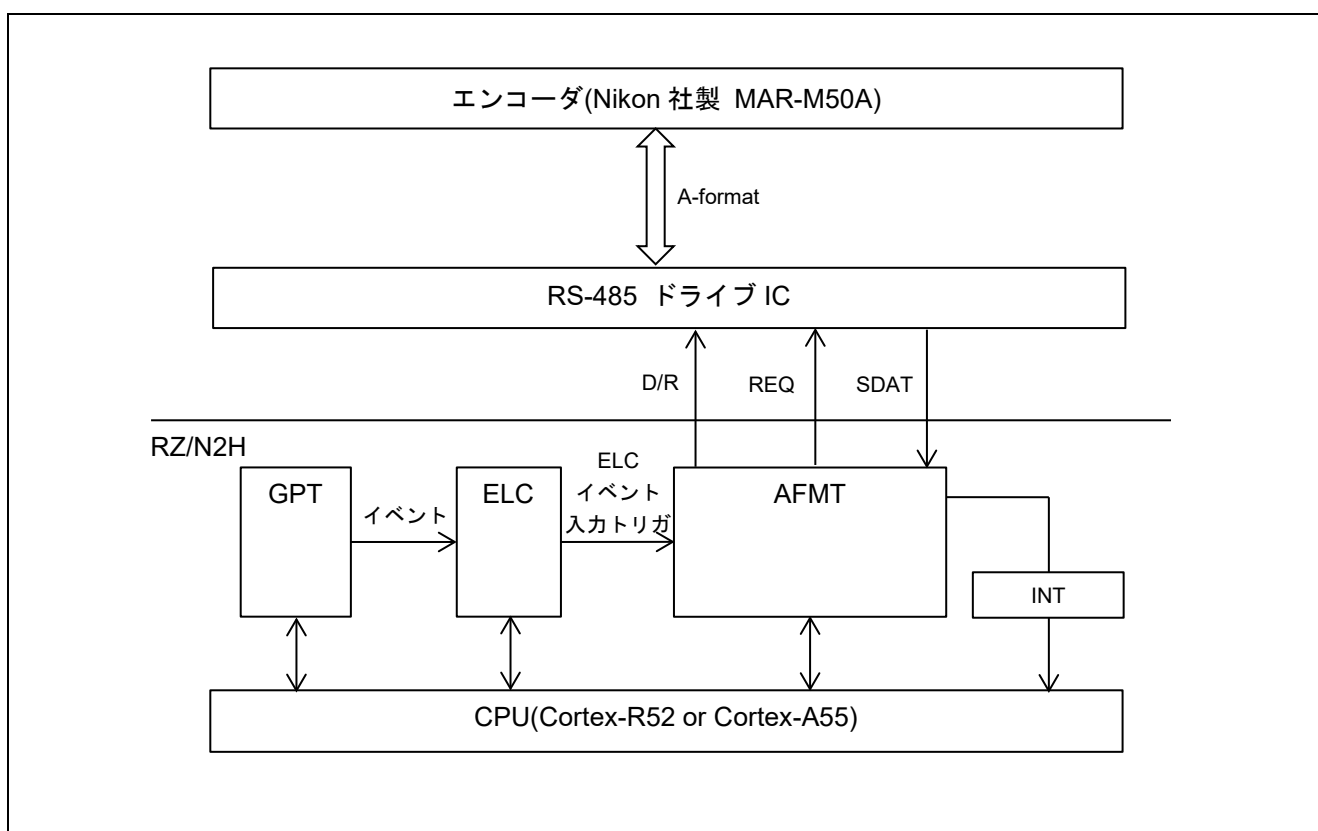 エンコーダ(Nikon 社製 MAR-M50A)
A-format
RS-485 ドライブ IC
D/R
REQ
SDAT
RZ/N2H
GPT
イベント
ELC
ELC
イベント
入力トリガ
AFMT
INT
CPU(Cortex-R52 or Cortex-A55)